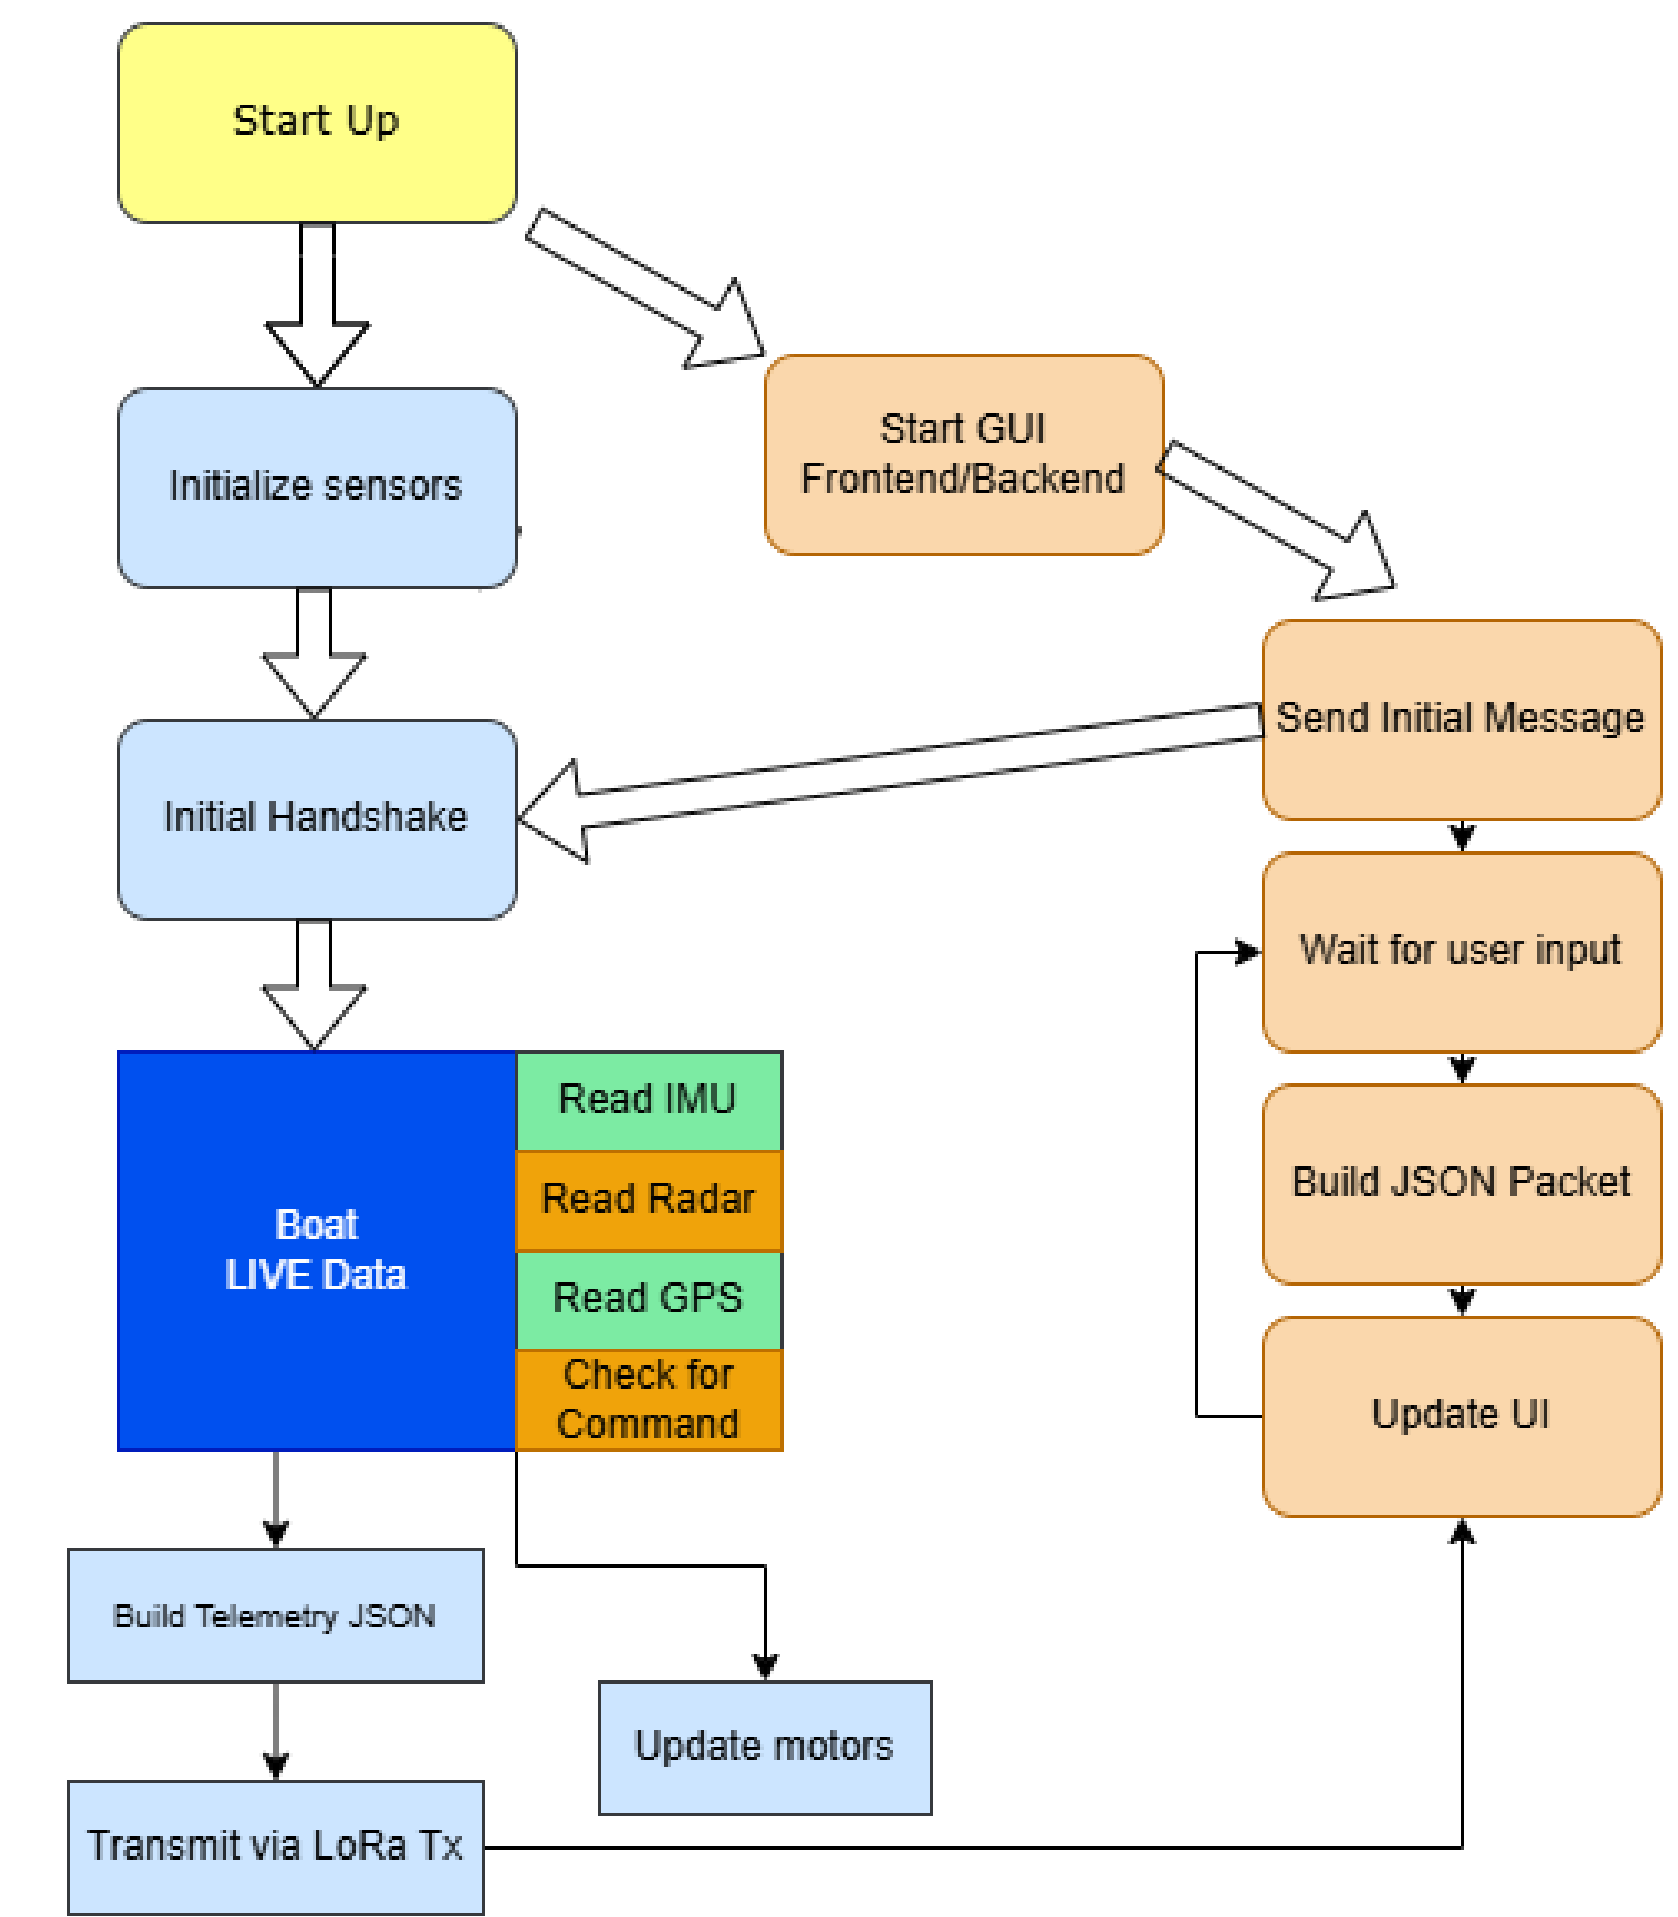 Start Up
Start GUI
Frontend/Backend
Initialize sensors
Send Initial Message
Initial Handshake
Wait for user input
Read IMU
Read Radar
Boat
LIVE Data
Read GPS
Check for
Command
Build JSON Packet
Update UI
Build Telemetry JSON
Update motors
Transmit via LoRa Tx